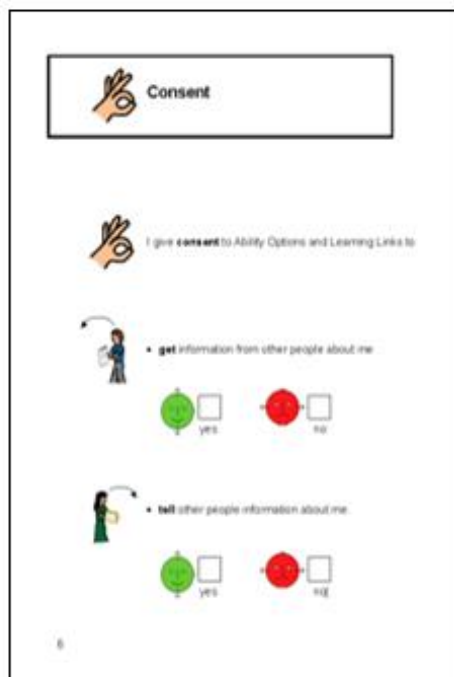 Consent
I give consent to Ability Options and Learning Links to
• get information from other people about me
yes no
• tell other people information about me.
yes no
6